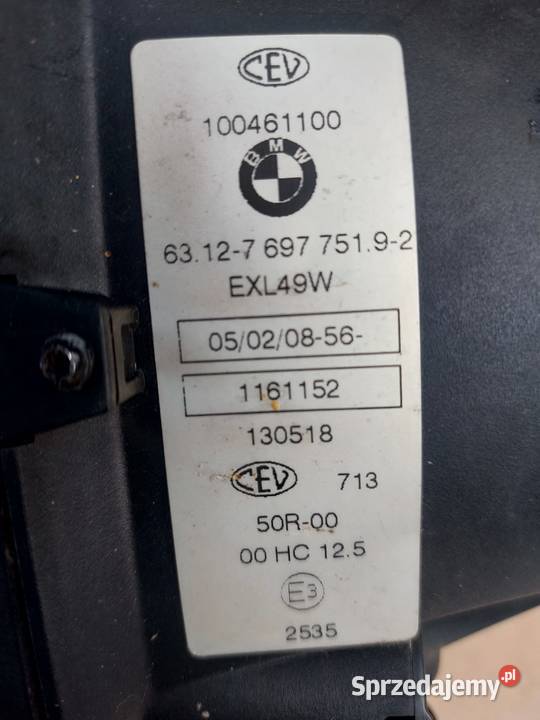 CEV
100461100
BMW
63.12-7 697 751.9-2
EXL49W
05/02/08-56-
1161152
130518
CEV 713
50R-00
00 HC 12.5
E3
2535
Sprzedajemy.pl